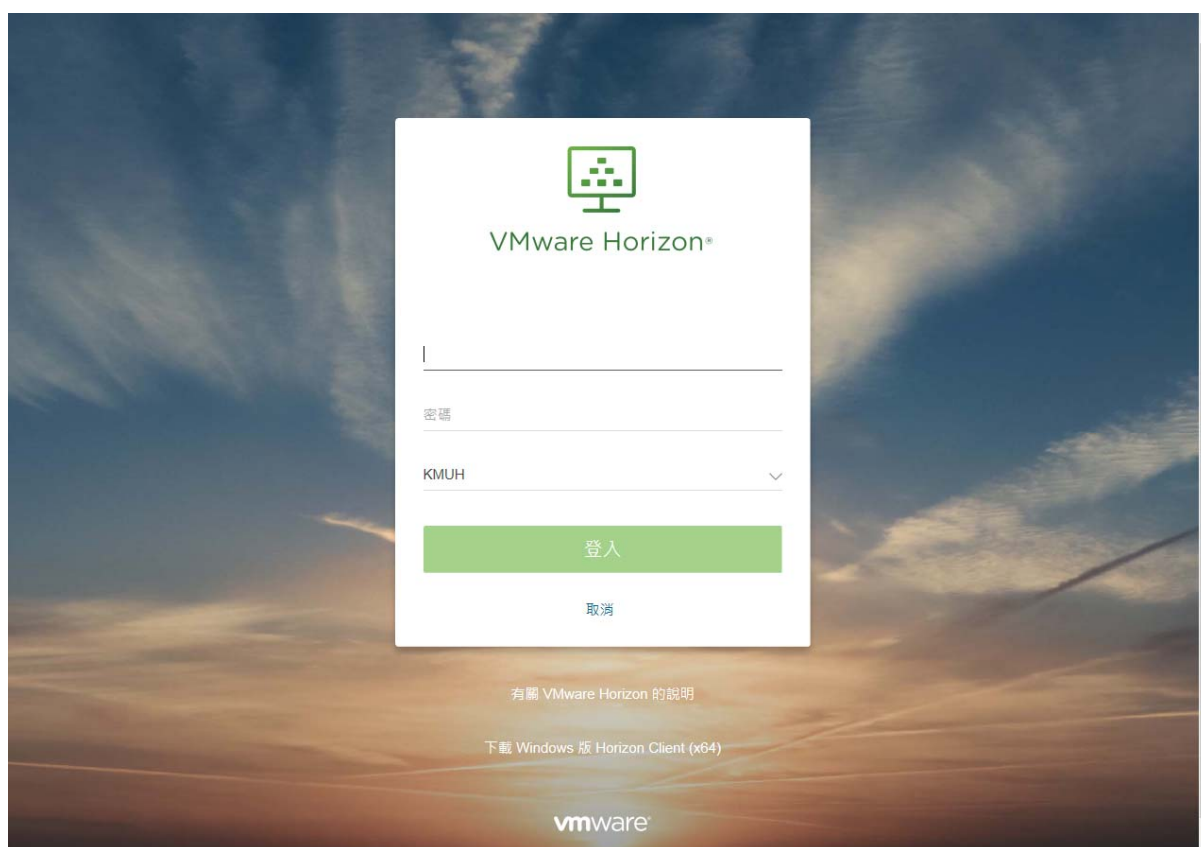 VMware Horizon®
密碼
KMUH
登入
取消
有關 VMware Horizon 的說明
下載 Windows 版 Horizon Client (x64)
vmware®